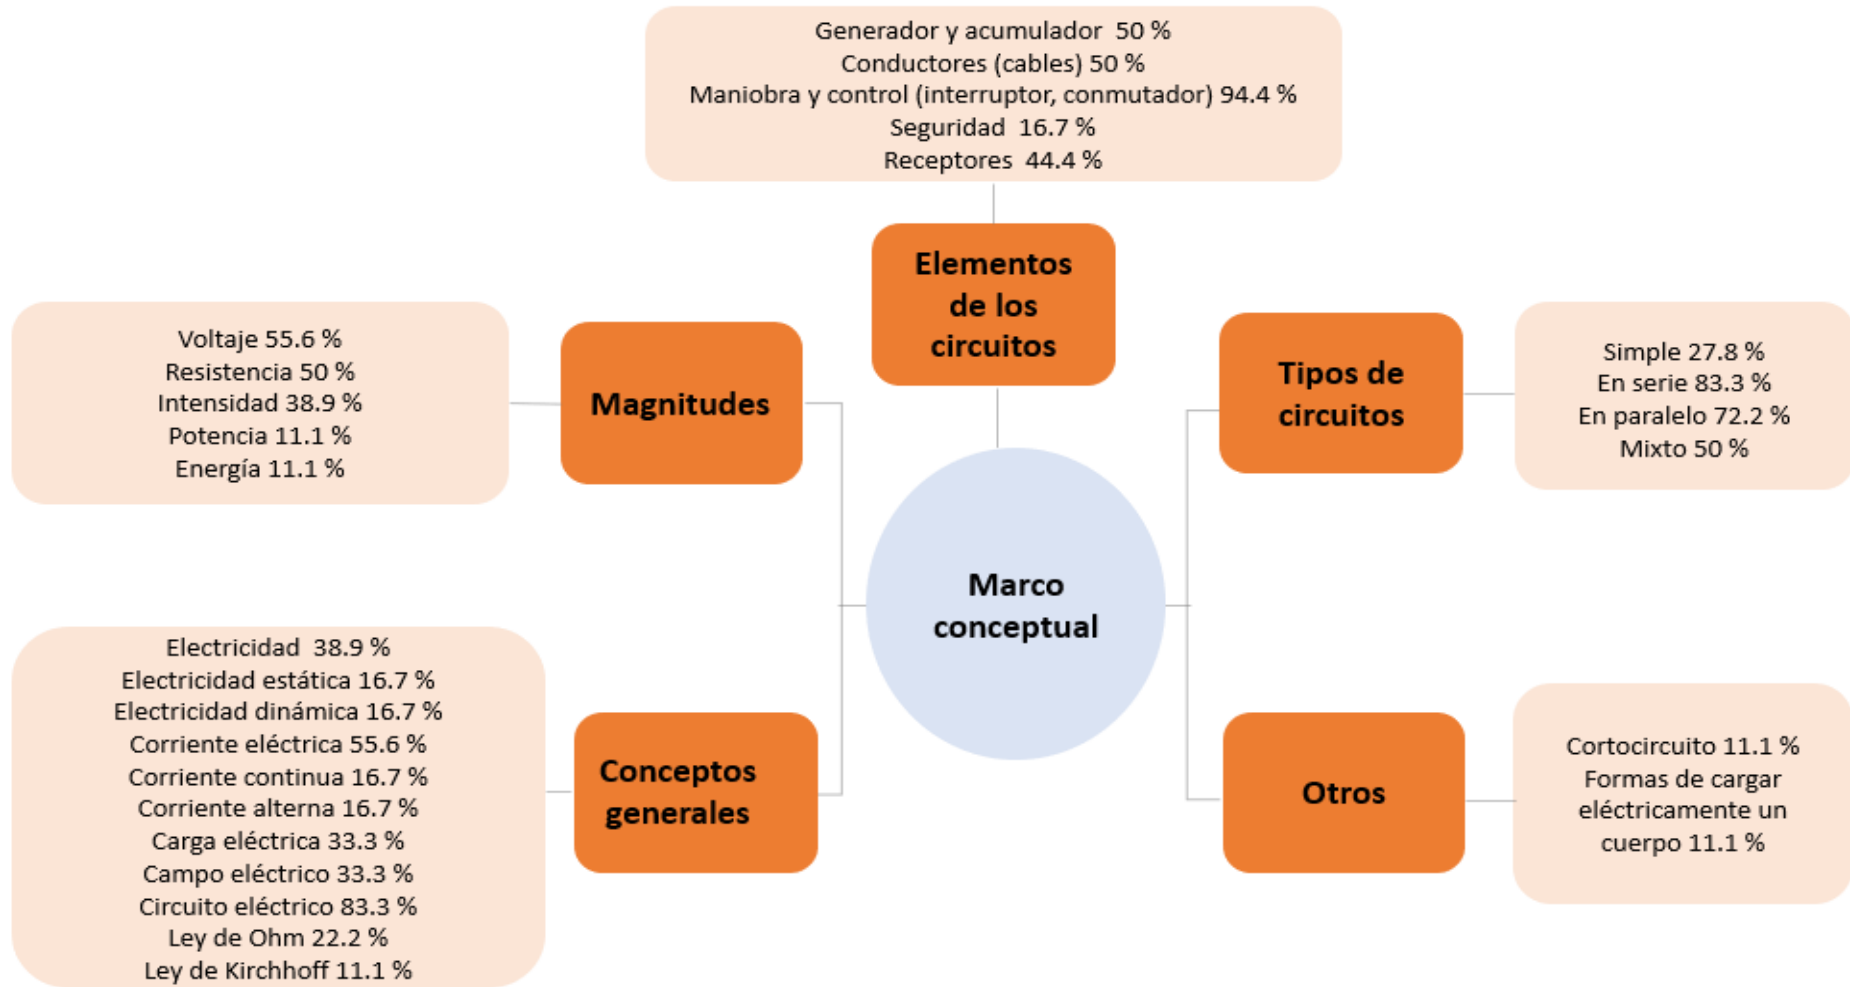 Generador y acumulador 50 %
Conductores (cables) 50 %
Maniobra y control (interruptor, conmutador) 94.4 %
Seguridad 16.7 %
Receptores 44.4 %
Elementos
de los
circuitos
Voltaje 55.6 %
Resistencia 50 %
Intensidad 38.9 %
Potencia 11.1 %
Energía 11.1 %
Magnitudes
Tipos de
circuitos
Simple 27.8 %
En serie 83.3 %
En paralelo 72.2 %
Mixto 50 %
Marco
conceptual
Electricidad 38.9 %
Electricidad estática 16.7 %
Electricidad dinámica 16.7 %
Corriente eléctrica 55.6 %
Corriente continua 16.7 %
Corriente alterna 16.7 %
Carga eléctrica 33.3 %
Campo eléctrico 33.3 %
Circuito eléctrico 83.3 %
Ley de Ohm 22.2 %
Ley de Kirchhoff 11.1 %
Conceptos
generales
Otros
Cortocircuito 11.1 %
Formas de cargar
eléctricamente un
cuerpo 11.1 %